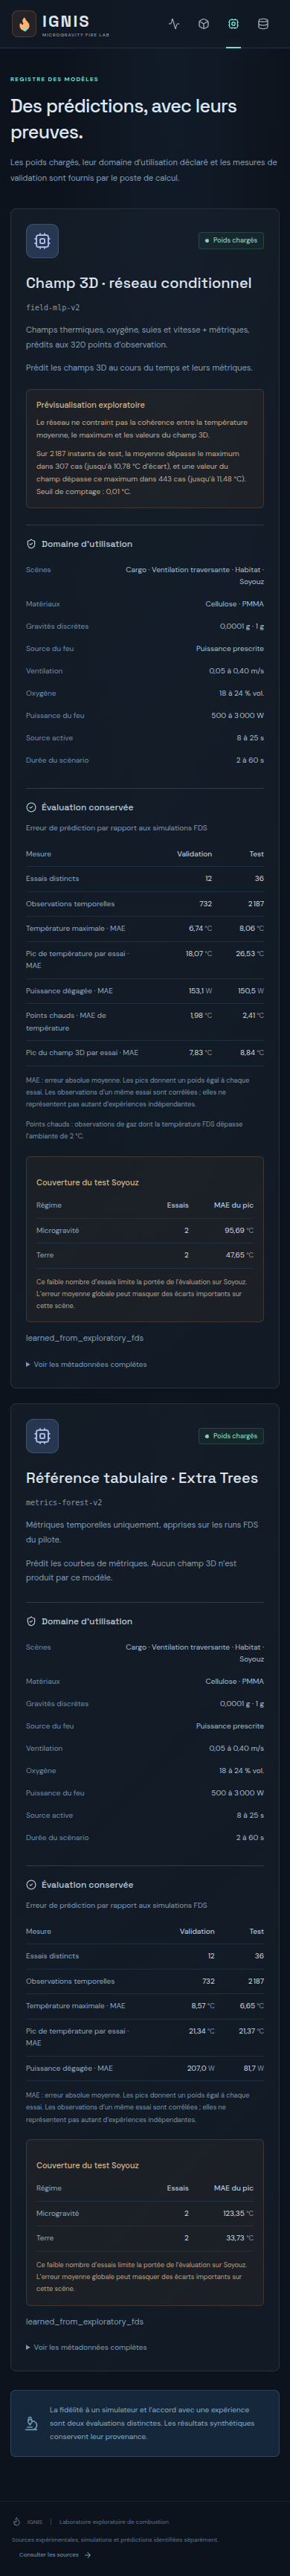 IGNIS
MICROGRAVITY FIRE LAB
REGISTRE DES MODÈLES
Des prédictions, avec leurs
preuves.
Les poids chargés, leur domaine d'utilisation déclaré et les mesures de
validation sont fournis par le poste de calcul.
Poids chargés
Champ 3D · réseau conditionnel
field-mlp-v2
Champs thermiques, oxygène, suies et vitesse + métriques,
prédits aux 320 points d'observation.
Prédit les champs 3D au cours du temps et leurs métriques.
Prévisualisation exploratoire
Le réseau ne contraint pas la cohérence entre la température
moyenne, le maximum et les valeurs du champ 3D.
Sur 2 187 instants de test, la moyenne dépasse le maximum
dans 307 cas (jusqu'à 10,78 °C d'écart), et une valeur du
champ dépasse ce maximum dans 443 cas (jusqu'à 11,48 °C).
Seuil de comptage : 0,01 °C.
Domaine d'utilisation
Scènes Cargo · Ventilation traversante · Habitat ·
Soyouz
Matériaux Cellulose · PMMA
Gravités discrètes 0,0001 g · 1 g
Source du feu Puissance prescrite
Ventilation 0,05 à 0,40 m/s
Oxygène 18 à 24 % vol.
Puissance du feu 500 à 3 000 W
Source active 8 à 25 s
Durée du scénario 2 à 60 s
Évaluation conservée
Erreur de prédiction par rapport aux simulations FDS
Mesure Validation Test
Essais distincts 12 36
Observations temporelles 732 2 187
Température maximale · MAE 6,74 °C 8,06 °C
Pic de température par essai · 18,07 °C 26,53 °C
MAE
Puissance dégagée · MAE 153,1 W 150,5 W
Points chauds · MAE de 1,98 °C 2,41 °C
température
Pic du champ 3D par essai · MAE 7,83 °C 8,84 °C
MAE : erreur absolue moyenne. Les pics donnent un poids égal à chaque
essai. Les observations d'un même essai sont corrélées ; elles ne
représentent pas autant d'expériences indépendantes.
Points chauds : observations de gaz dont la température FDS dépasse
l'ambiante de 2 °C.
Couverture du test Soyouz
Régime Essais MAE du pic
Microgravité 2 95,69 °C
Terre 2 47,65 °C
Ce faible nombre d'essais limite la portée de l'évaluation sur Soyouz.
L'erreur moyenne globale peut masquer des écarts importants sur
cette scène.
learned_from_exploratory_fds
Voir les métadonnées complètes
Poids chargés
Référence tabulaire · Extra Trees
metrics-forest-v2
Métriques temporelles uniquement, apprises sur les runs FDS
du pilote.
Prédit les courbes de métriques. Aucun champ 3D n'est
produit par ce modèle.
Domaine d'utilisation
Scènes Cargo · Ventilation traversante · Habitat ·
Soyouz
Matériaux Cellulose · PMMA
Gravités discrètes 0,0001 g · 1 g
Source du feu Puissance prescrite
Ventilation 0,05 à 0,40 m/s
Oxygène 18 à 24 % vol.
Puissance du feu 500 à 3 000 W
Source active 8 à 25 s
Durée du scénario 2 à 60 s
Évaluation conservée
Erreur de prédiction par rapport aux simulations FDS
Mesure Validation Test
Essais distincts 12 36
Observations temporelles 732 2 187
Température maximale · MAE 8,57 °C 6,65 °C
Pic de température par essai · 21,34 °C 21,37 °C
MAE
Puissance dégagée · MAE 207,0 W 81,7 W
MAE : erreur absolue moyenne. Les pics donnent un poids égal à chaque
essai. Les observations d'un même essai sont corrélées ; elles ne
représentent pas autant d'expériences indépendantes.
Couverture du test Soyouz
Régime Essais MAE du pic
Microgravité 2 123,35 °C
Terre 2 33,73 °C
Ce faible nombre d'essais limite la portée de l'évaluation sur Soyouz.
L'erreur moyenne globale peut masquer des écarts importants sur
cette scène.
learned_from_exploratory_fds
Voir les métadonnées complètes
La fidélité à un simulateur et l'accord avec une expérience
sont deux évaluations distinctes. Les résultats synthétiques
conservent leur provenance.
IGNIS | Laboratoire exploratoire de combustion
Sources expérimentales, simulations et prédictions identifiées séparément.
Consulter les sources →